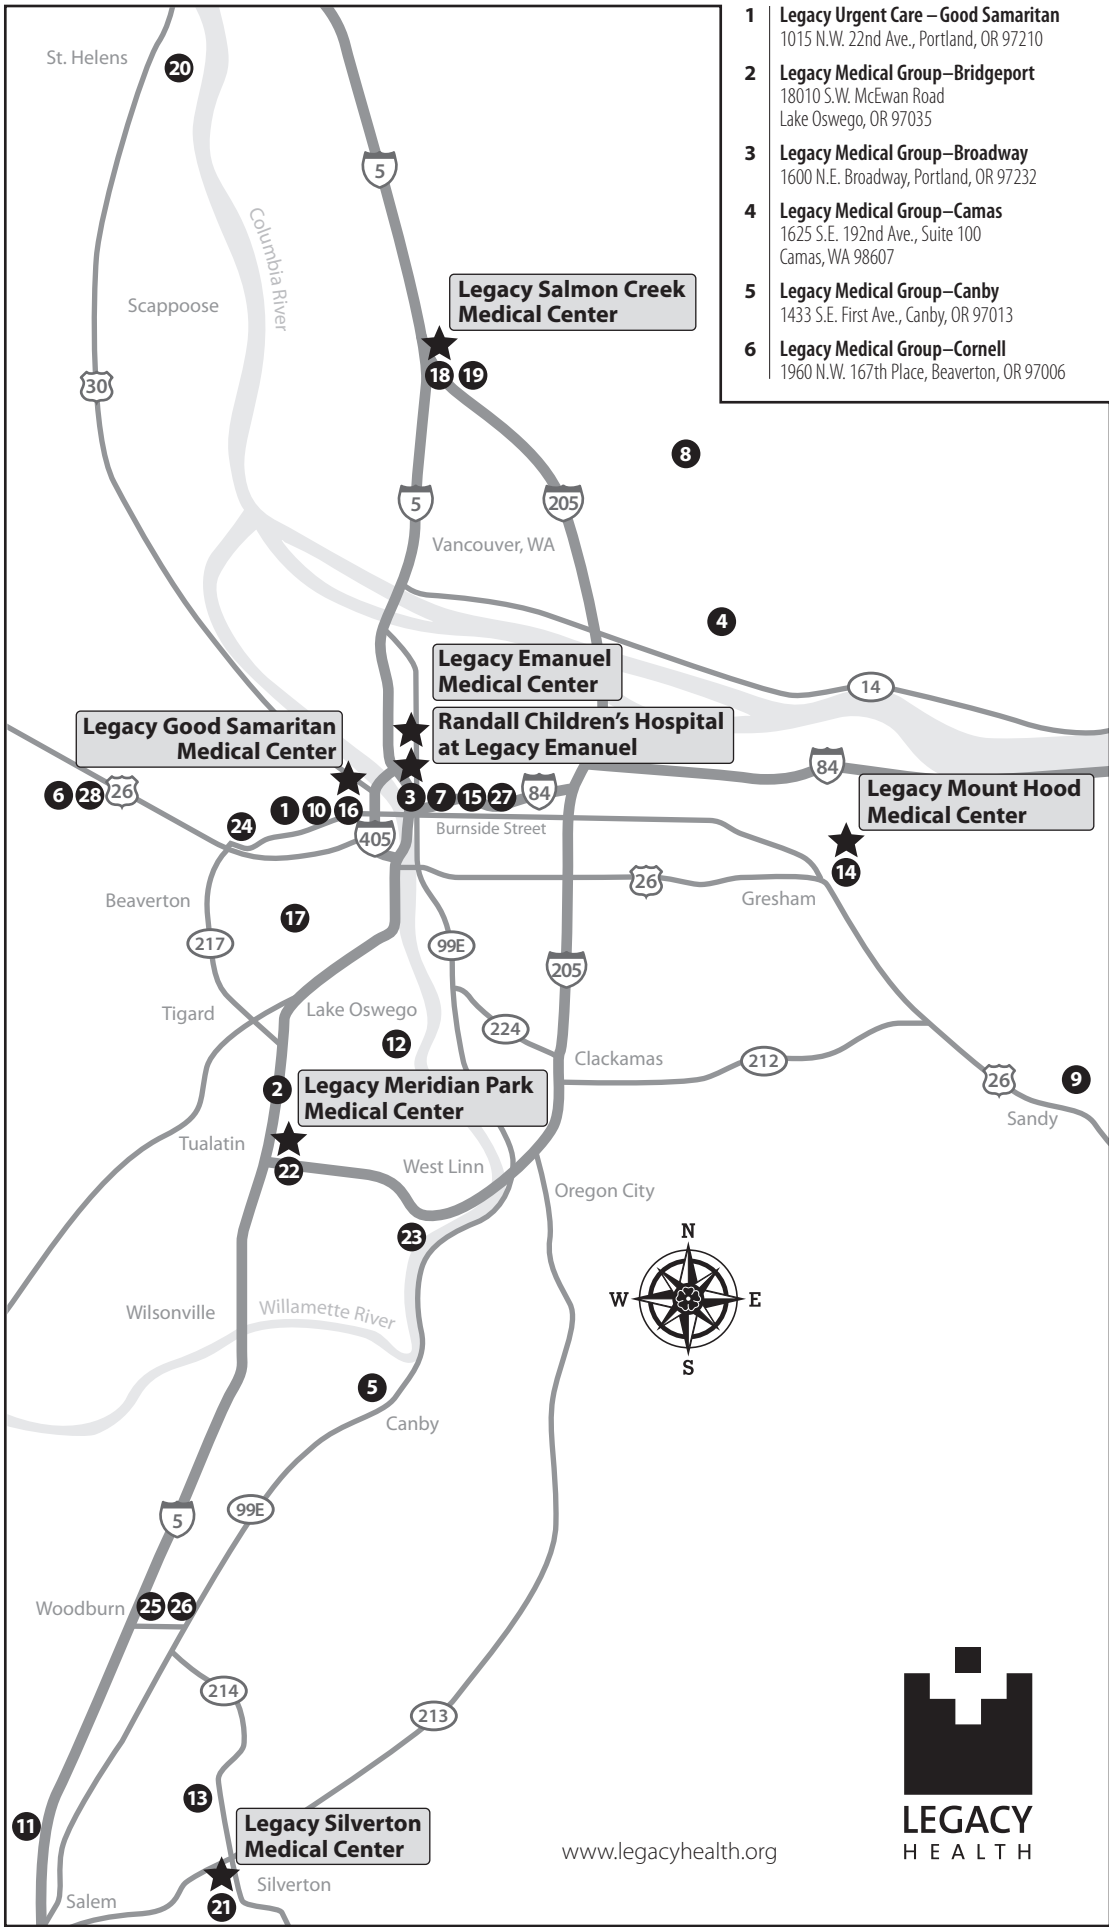 1 Legacy Urgent Care – Good Samaritan
1015 N.W. 22nd Ave., Portland, OR 97210
2 Legacy Medical Group–Bridgeport
18010 S.W. McEwan Road
Lake Oswego, OR 97035
3 Legacy Medical Group–Broadway
1600 N.E. Broadway, Portland, OR 97232
4 Legacy Medical Group–Camas
1625 S.E. 192nd Ave., Suite 100
Camas, WA 98607
5 Legacy Medical Group–Canby
1433 S.E. First Ave., Canby, OR 97013
6 Legacy Medical Group–Cornell
1960 N.W. 167th Place, Beaverton, OR 97006
St. Helens
20
5
Columbia River
Scappoose
Legacy Salmon Creek
Medical Center
18 19
30
8
5
205
Vancouver, WA
4
Legacy Emanuel
Medical Center
14
Legacy Good Samaritan
Medical Center
Randall Children's Hospital
at Legacy Emanuel
84
6 28 26
3 7 15 27 84
Legacy Mount Hood
Medical Center
1 10 16
24
405
Burnside Street
14
26
Beaverton
Gresham
17
217
99E
205
Tigard
Lake Oswego
224
12
Clackamas
212
2
Legacy Meridian Park
Medical Center
26
9
Sandy
Tualatin
22
West Linn
Oregon City
23
N
W E
S
Wilsonville
Willamette River
5
Canby
99E
5
Woodburn 25 26
214
213
13
11
Legacy Silverton
Medical Center
LEGACY
HEALTH
www.legacyhealth.org
Silverton
Salem
21